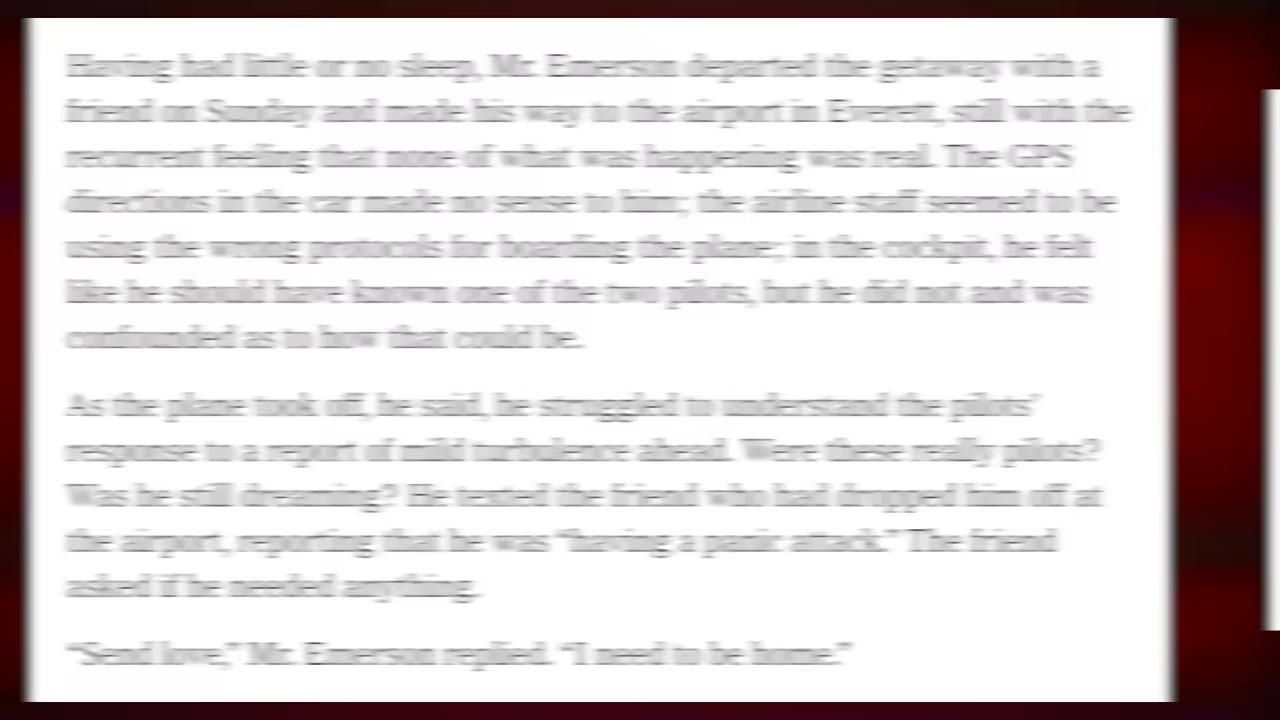 Having had little or no sleep, Mr. Emerson departed the getaway with a
friend on Sunday and made his way to the airport in Everett, still with the
recurrent feeling that none of what was happening was real. The GPS
directions in the car made no sense to him; the airline staff seemed to be
using the wrong protocols for boarding the plane; in the cockpit, he felt
like he should have known one of the two pilots, but he did not and was
confounded as to how that could be.
As the plane took off, he said, he struggled to understand the pilots’
response to a report of mild turbulence ahead. Were these really pilots?
Was he still dreaming? He texted the friend who had dropped him off at
the airport, reporting that he was “having a panic attack.” The friend
asked if he needed anything.
“Send love,” Mr. Emerson replied. “I need to be home.”